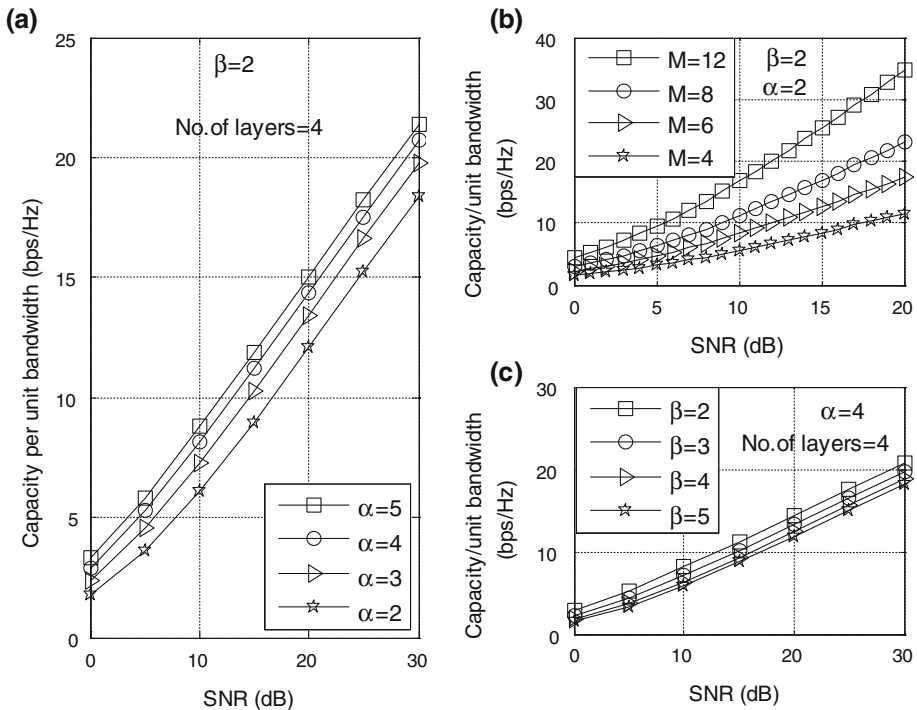 (a)
25
20
15
10
5
0
0
10
20
30
Capacity per unit bandwidth (bps/Hz)
SNR (dB)
β=2
No.of layers=4
α=5
α=4
α=3
α=2
(b)
40
30
20
10
0
0
5
10
15
20
Capacity/unit bandwidth
(bps/Hz)
SNR (dB)
M=12
M=8
M=6
M=4
β=2
α=2
(c)
30
20
10
0
0
10
20
30
Capacity/unit bandwidth
(bps/Hz)
SNR (dB)
β=2
β=3
β=4
β=5
α=4
No.of layers=4